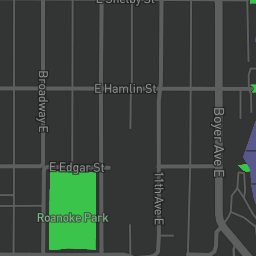 E Shelby St
Broadway E
E Hamlin St
Boyer Ave E
E Edgar St
11th Ave E
Roanoke Park